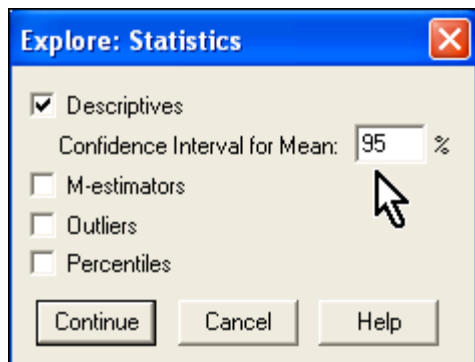 Explore: Statistics
Descriptives
Confidence Interval for Mean: 95 %
M-estimators
Outliers
Percentiles
Continue Cancel Help